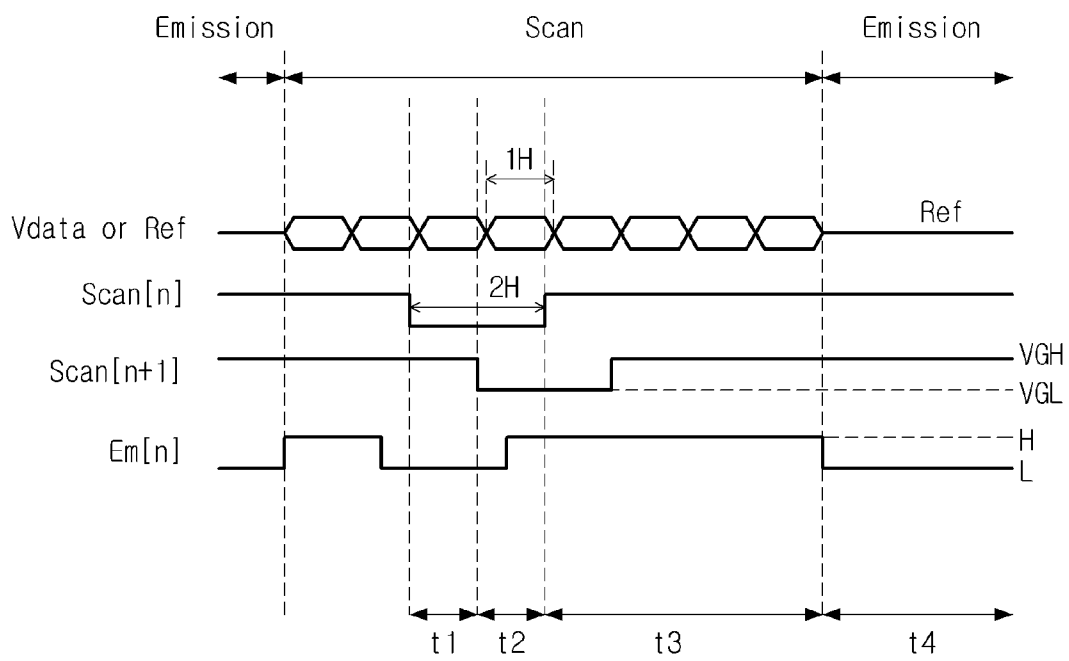 Emission Scan Emission
1H
Vdata or Ref Ref
Scan[n] 2H
Scan[n+1] VGH
VGL
Em[n] H
L
t1 t2 t3 t4